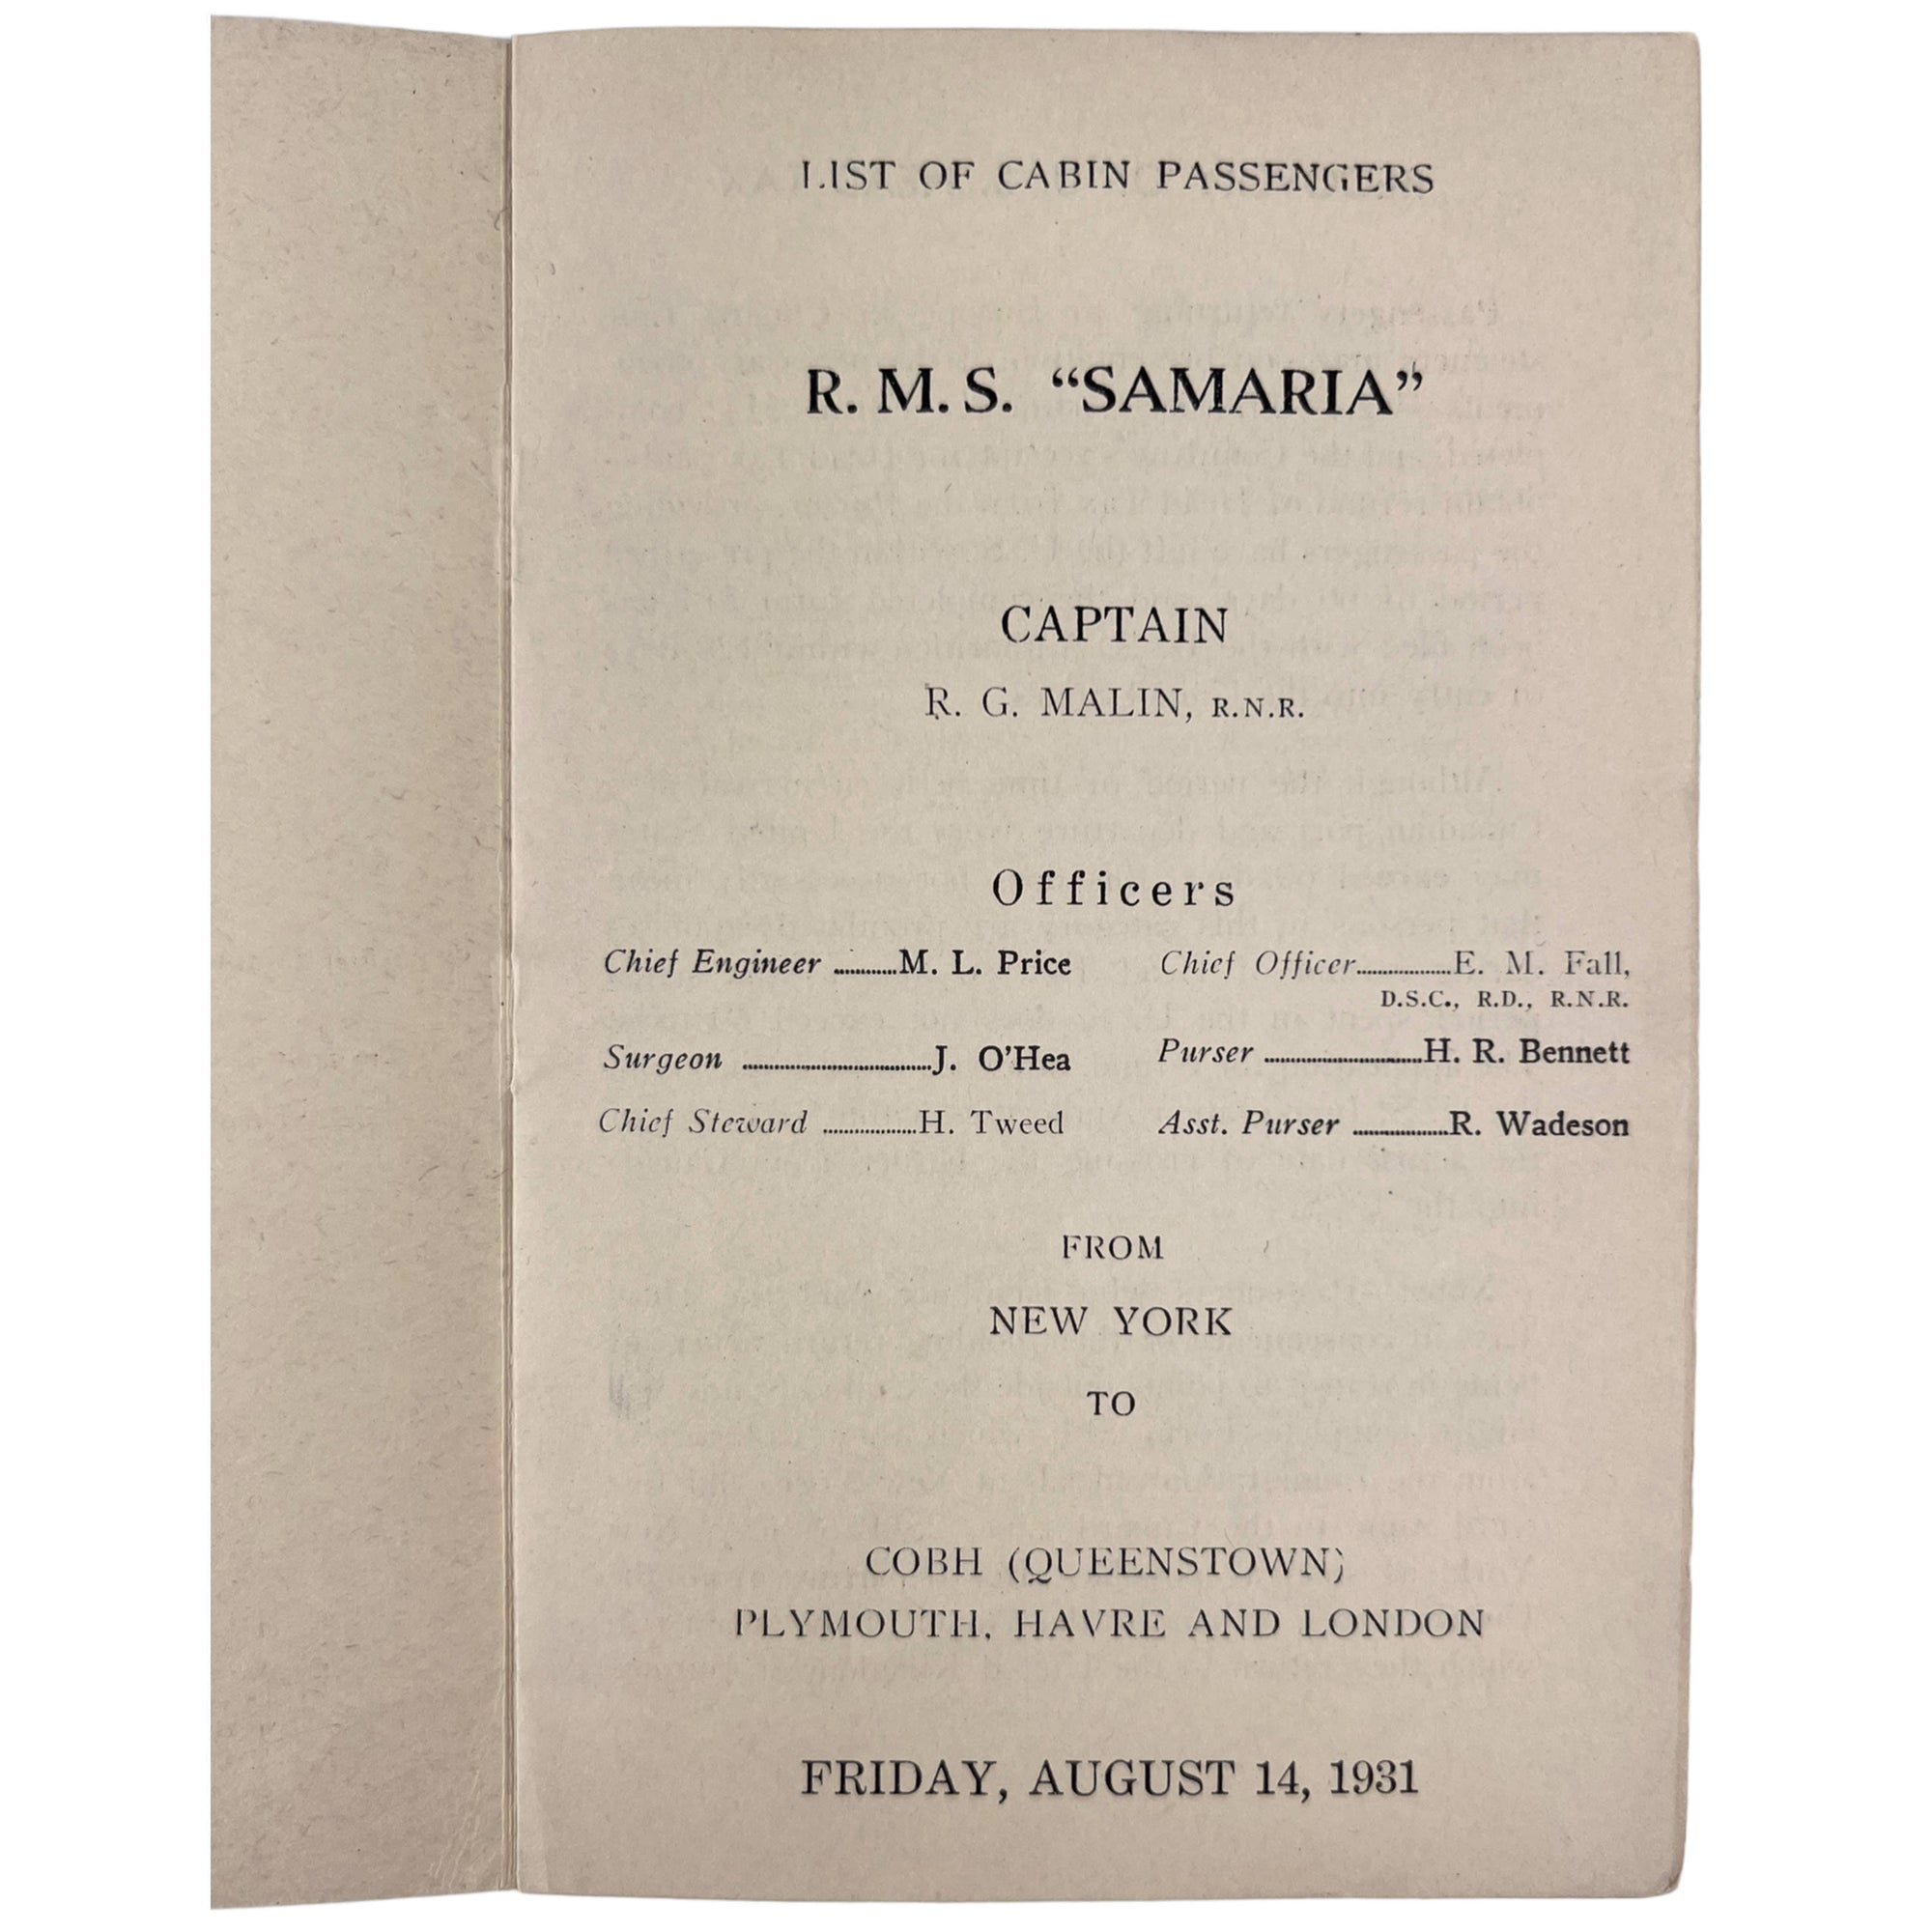 LIST OF CABIN PASSENGERS
R. M. S. "SAMARIA"
CAPTAIN
R. G. MALIN, R.N.R.
Officers
Chief Engineer ............M. L. Price
Chief Officer..................E. M. Fall,
D.S.C., R.D., R.N.R.
Surgeon ....................................J. O'Hea
Purser ..............................H. R. Bennett
Chief Steward ..................H. Tweed
Asst. Purser ..................R. Wadeson
FROM
NEW YORK
TO
COBH (QUEENSTOWN)
PLYMOUTH, HAVRE AND LONDON
FRIDAY, AUGUST 14, 1931